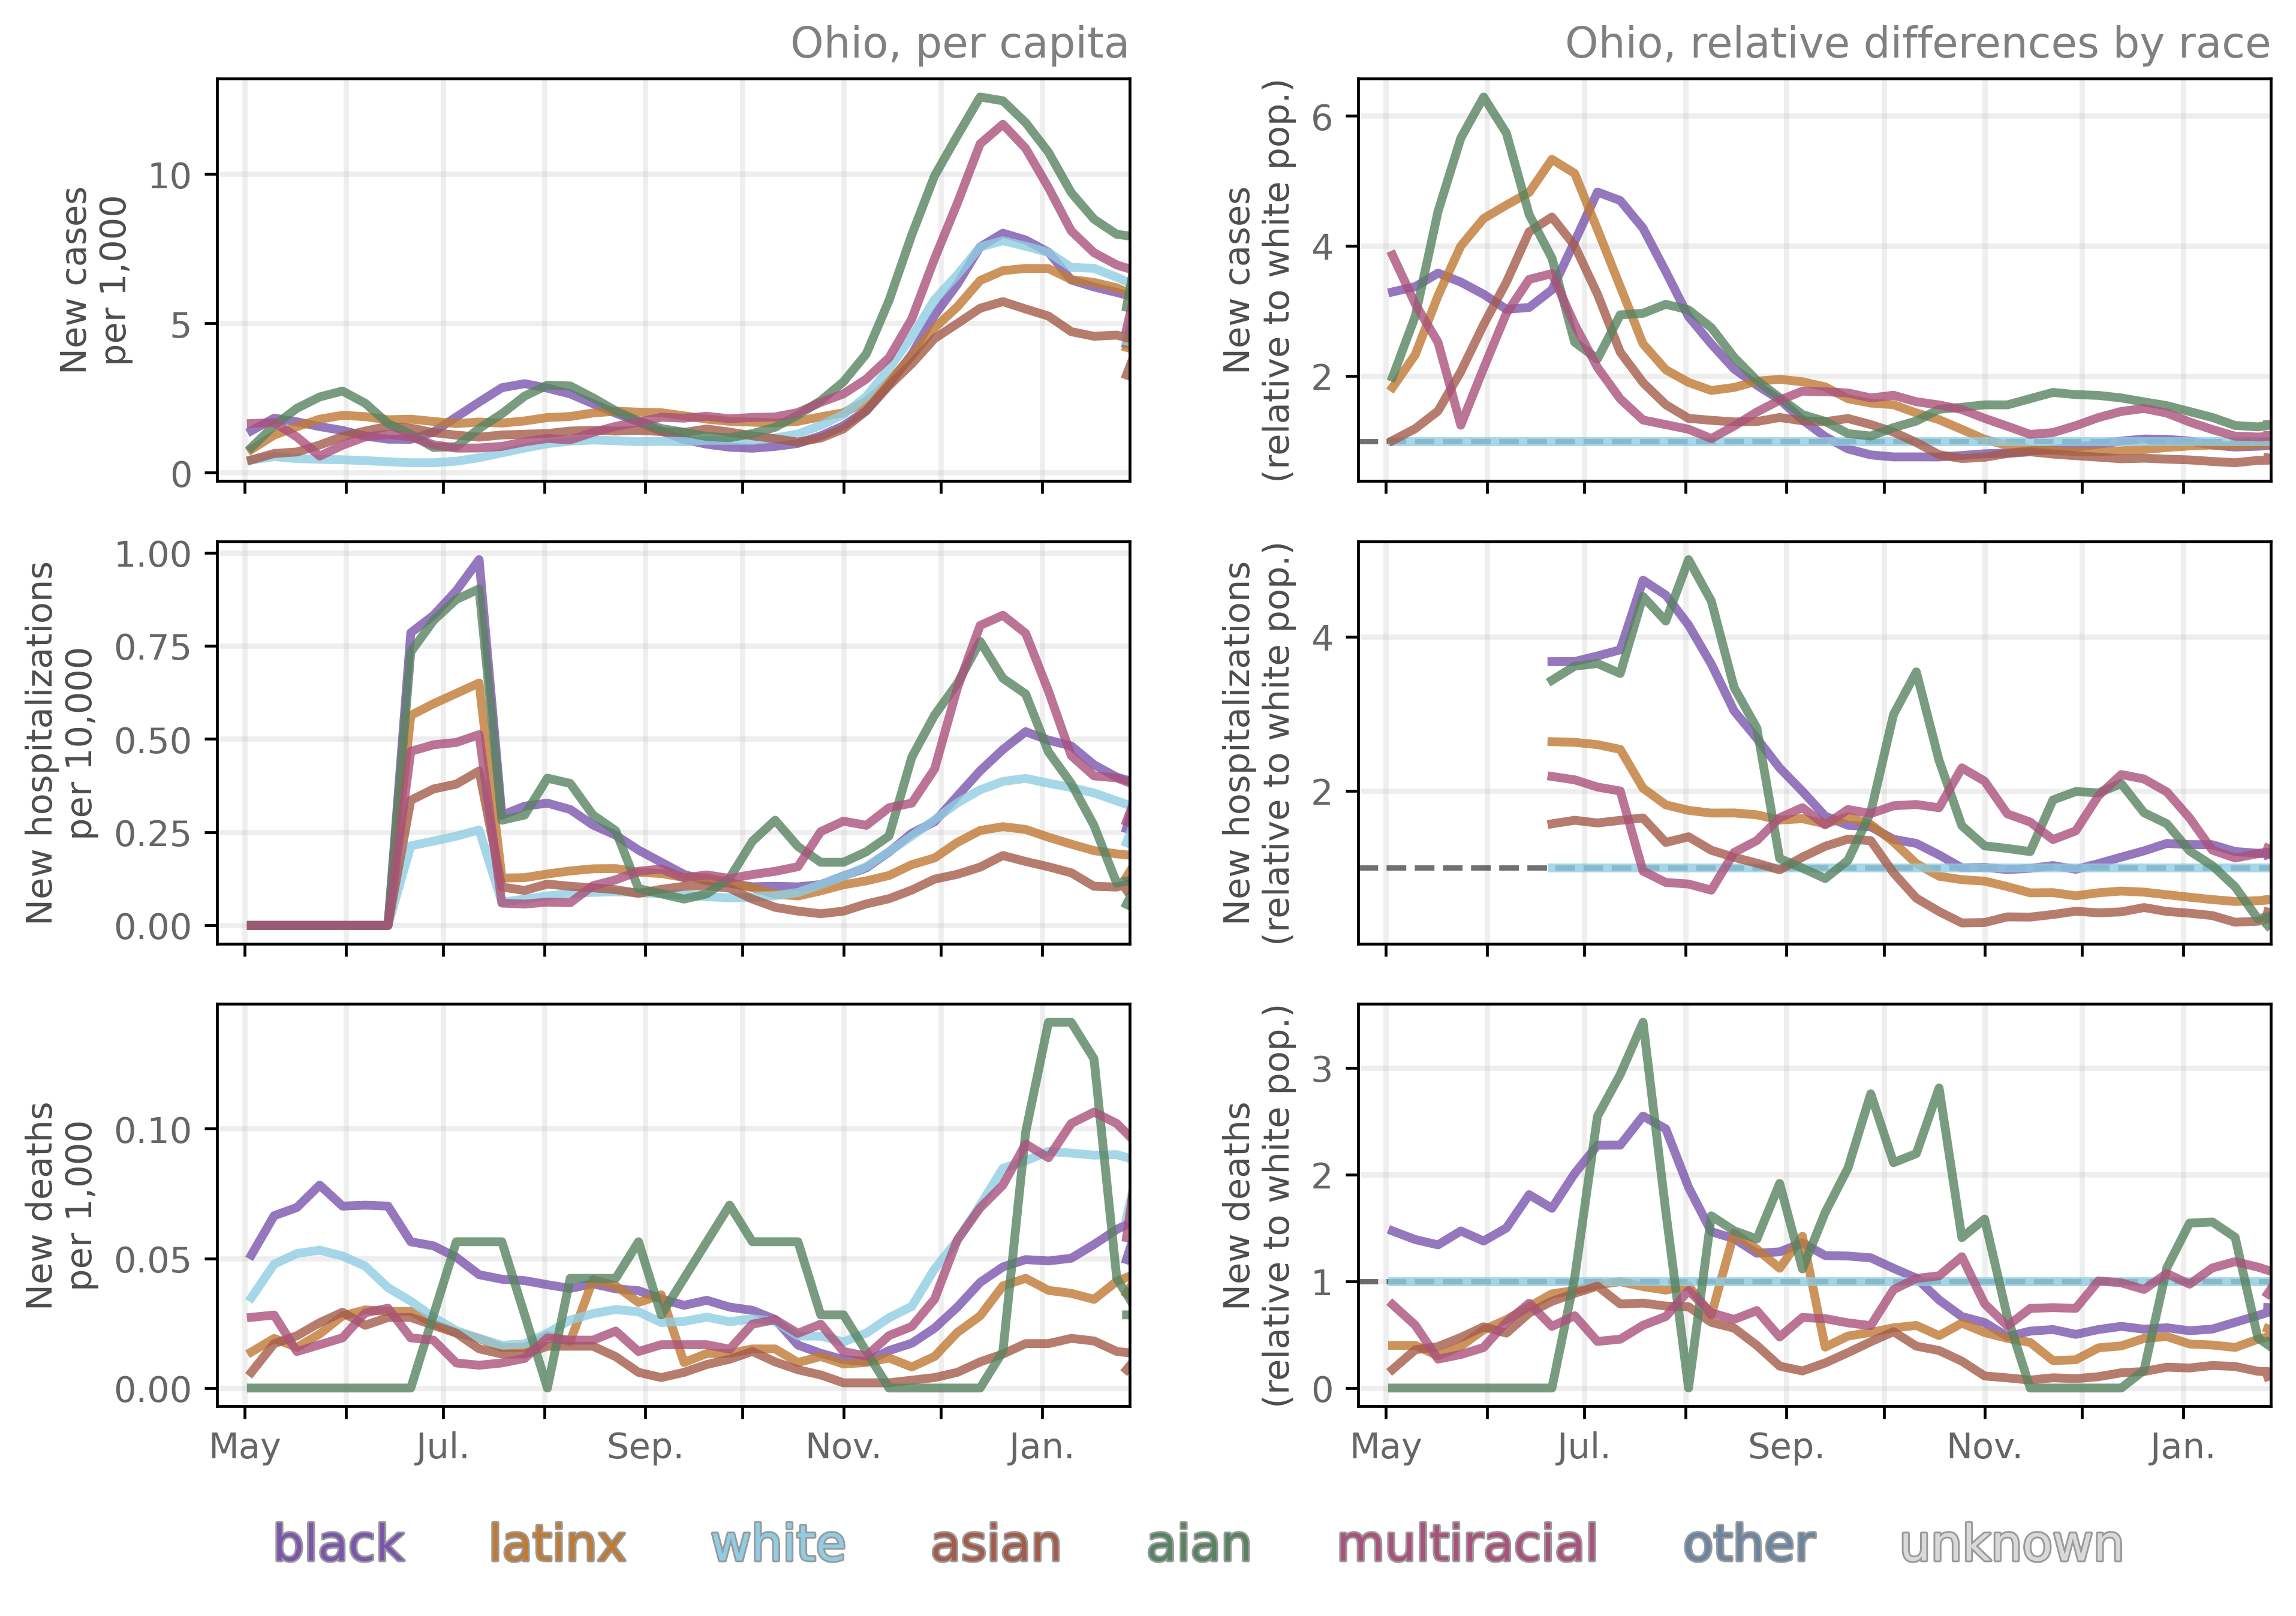 Ohio, per capita
Ohio, relative differences by race
New cases
per 1,000
10
5
0
New cases
(relative to white pop.)
6
4
2
New hospitalizations
per 10,000
1.00
0.75
0.50
0.25
0.00
New hospitalizations
(relative to white pop.)
4
2
New deaths
per 1,000
0.10
0.05
0.00
May Jul. Sep. Nov. Jan.
New deaths
(relative to white pop.)
3
2
1
0
May Jul. Sep. Nov. Jan.
black latinx white asian aian multiracial other unknown